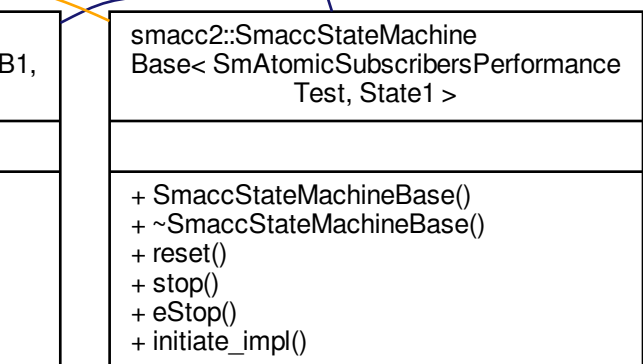 B1,
smacc2::SmaccStateMachine
Base< SmAtomicSubscribersPerformance
Test, State1 >
+ SmaccStateMachineBase()
+ ~SmaccStateMachineBase()
+ reset()
+ stop()
+ eStop()
+ initiate_impl()